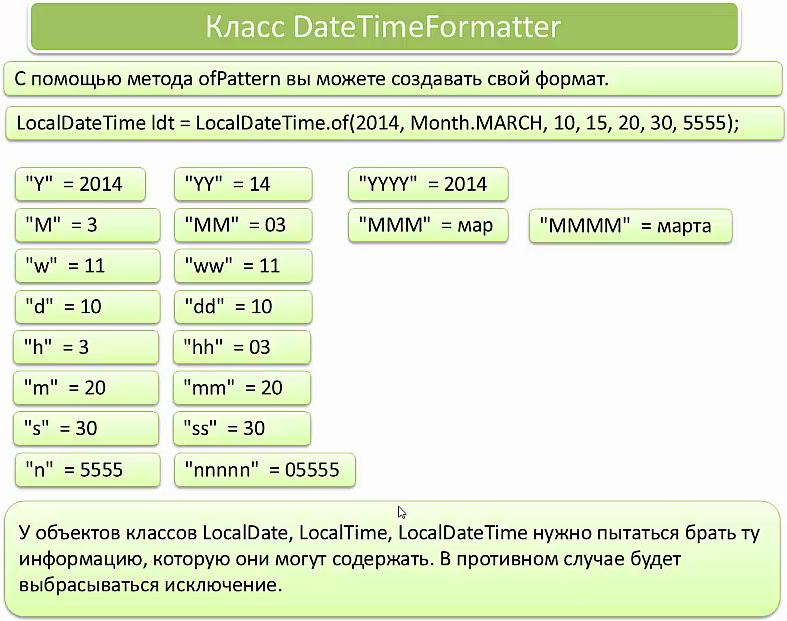 Класс DateTimeFormatter
С помощью метода ofPattern вы можете создавать свой формат.
LocalDateTime ldt = LocalDateTime.of(2014, Month.MARCH, 10, 15, 20, 30, 5555);
"Y" = 2014 "YY" = 14 "YYYY" = 2014
"M" = 3 "MM" = 03 "MMM" = мар "MMMM" = марта
"w" = 11 "ww" = 11
"d" = 10 "dd" = 10
"h" = 3 "hh" = 03
"m" = 20 "mm" = 20
"s" = 30 "ss" = 30
"n" = 5555 "nnnnn" = 05555
У объектов классов LocalDate, LocalTime, LocalDateTime нужно пытаться брать ту
информацию, которую они могут содержать. В противном случае будет
выбрасываться исключение.